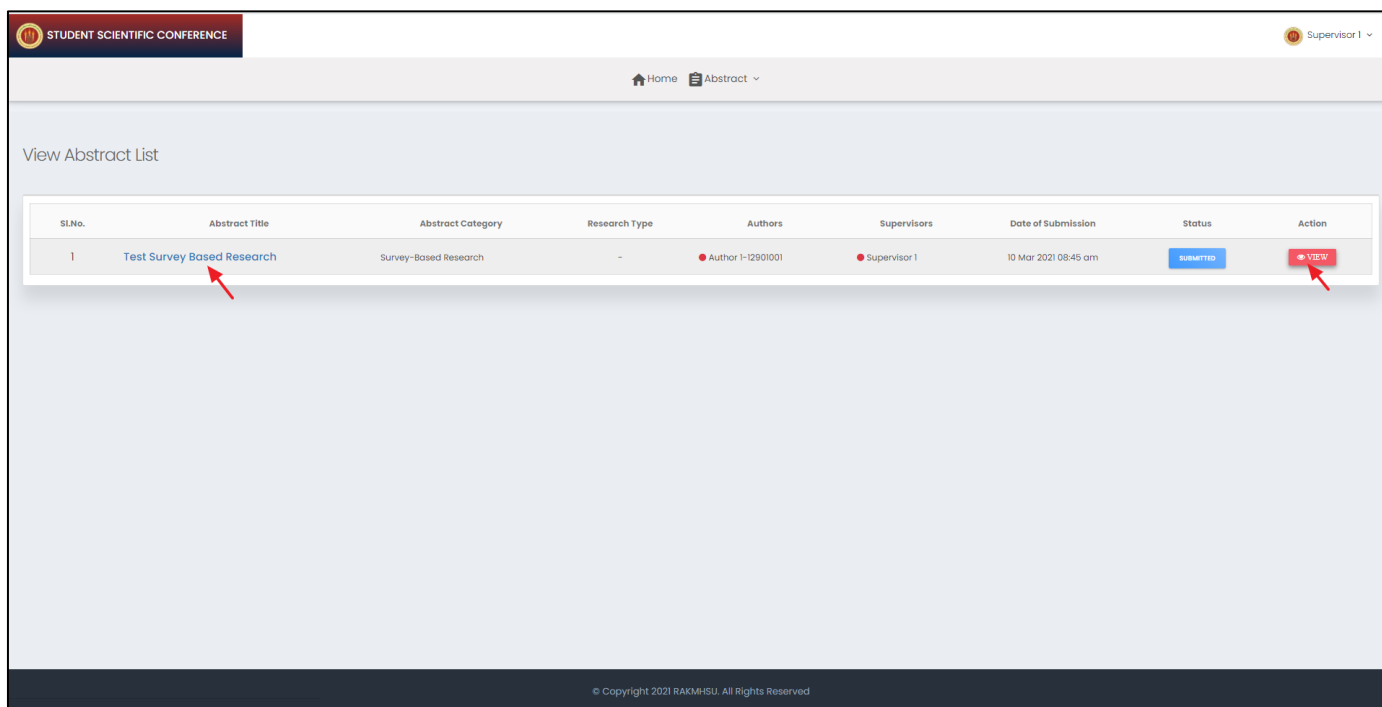 STUDENT SCIENTIFIC CONFERENCE
Supervisor 1
Home Abstract
View Abstract List
Sl.No. Abstract Title Abstract Category Research Type Authors Supervisors Date of Submission Status Action
1 Test Survey Based Research Survey-Based Research - Author 1-12901001 Supervisor 1 10 Mar 2021 08:45 am SUBMITTED VIEW
© Copyright 2021 RAKMHSU. All Rights Reserved